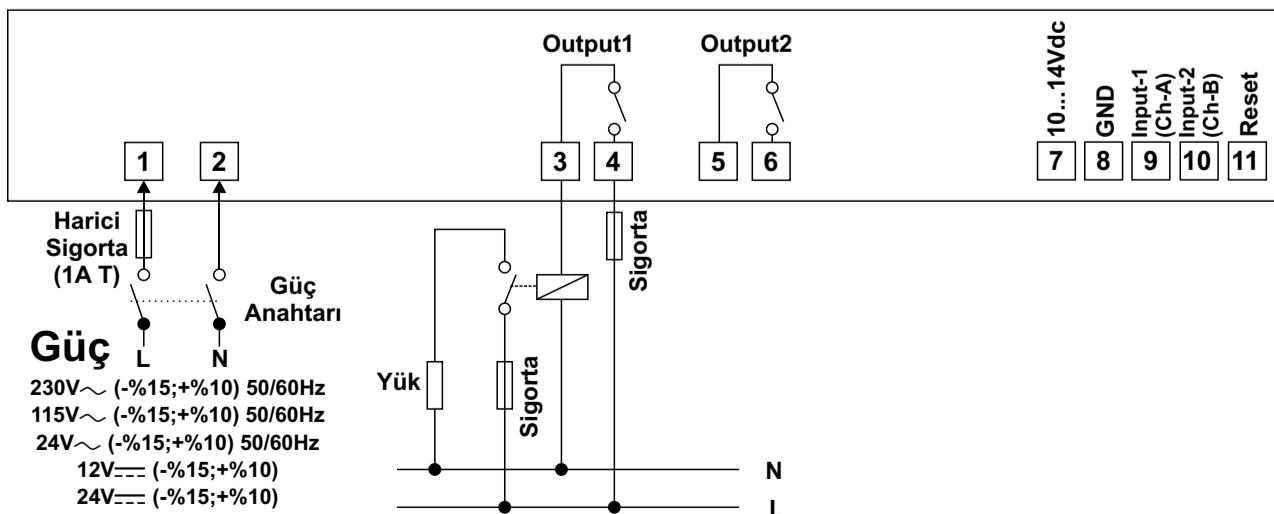 Output1
Output2
10...14Vdc
GND
Input-1
(Ch-A)
Input-2
(Ch-B)
Reset
1
2
3
4
5
6
7
8
9
10
11
Harici
Sigorta
(1A T)
Güç
Anahtarı
Güç
L
N
230V∼ (-%15;+%10) 50/60Hz
115V∼ (-%15;+%10) 50/60Hz
24V∼ (-%15;+%10) 50/60Hz
12V⎓ (-%15;+%10)
24V⎓ (-%15;+%10)
Yük
Sigorta
Sigorta
N
L